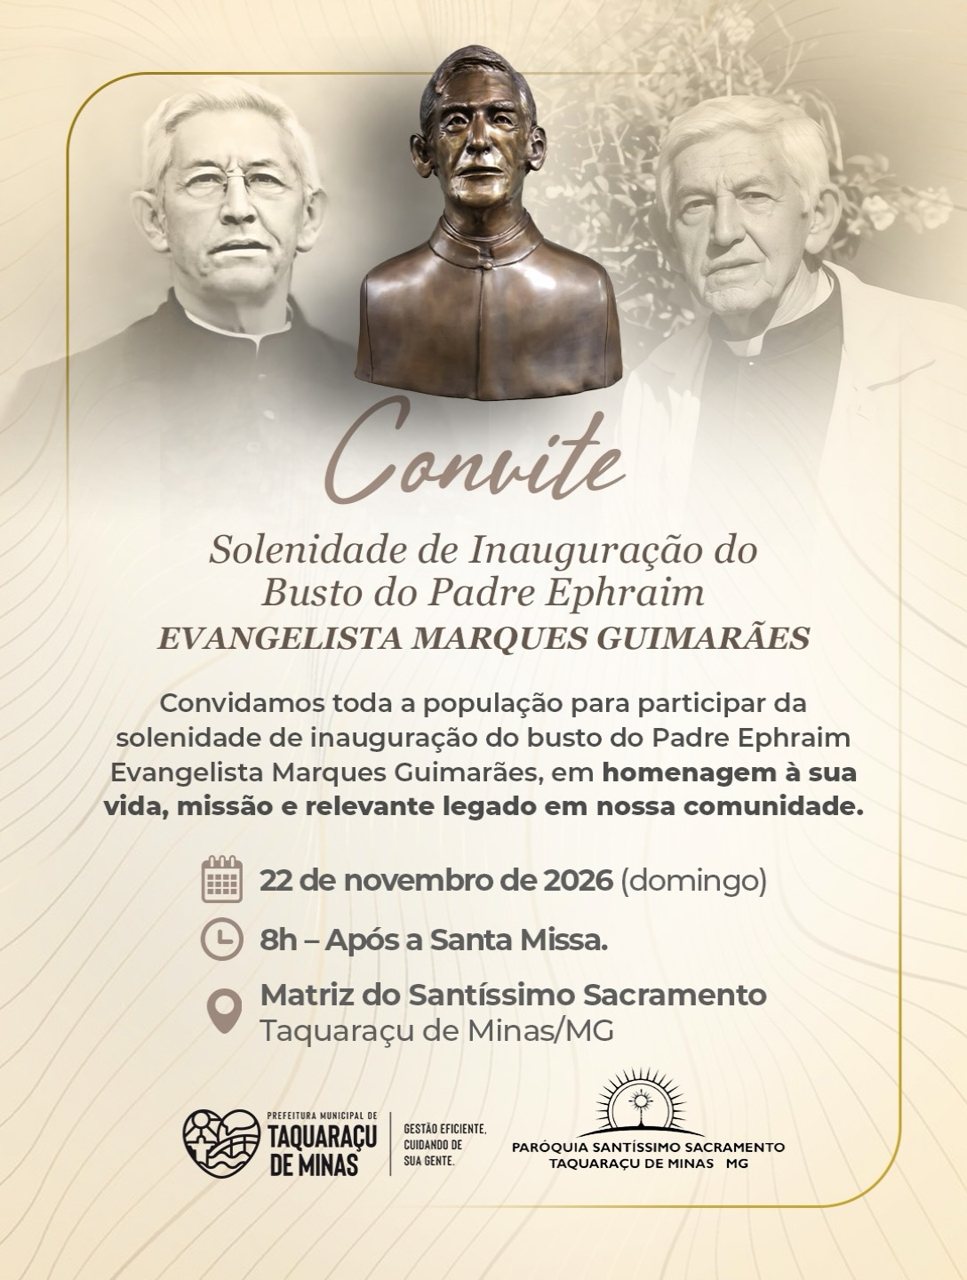 Convite
Solenidade de Inauguração do
Busto do Padre Ephraim
EVANGELISTA MARQUES GUIMARÃES
Convidamos toda a população para participar da
solenidade de inauguração do busto do Padre Ephraim
Evangelista Marques Guimarães, em homenagem à sua
vida, missão e relevante legado em nossa comunidade.
22 de novembro de 2026 (domingo)
8h – Após a Santa Missa.
Matriz do Santíssimo Sacramento
Taquaraçu de Minas/MG
PREFEITURA MUNICIPAL DE
TAQUARAÇU
DE MINAS
GESTÃO EFICIENTE,
CUIDANDO DE
SUA GENTE.
PARÓQUIA SANTÍSSIMO SACRAMENTO
TAQUARAÇU DE MINAS MG